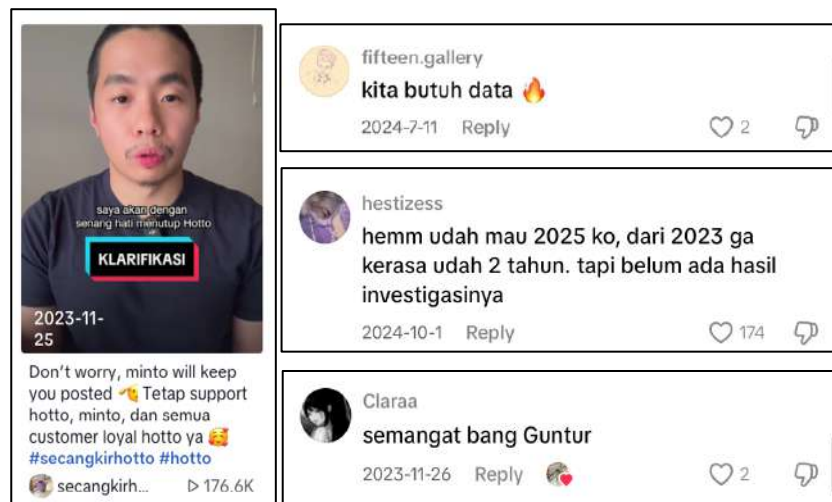 saya akan dengan
senang hati menutup Hotto
KLARIFIKASI
2023-11-
25
Don't worry, minto will keep
you posted 🫡 Tetap support
hotto, minto, dan semua
customer loyal hotto ya 🥰
#secangkirhotto #hotto
secangkirh... ▷ 176.6K
fifteen.gallery
kita butuh data 🔥
2024-7-11 Reply 2
hestizess
hemm udah mau 2025 ko, dari 2023 ga
kerasa udah 2 tahun. tapi belum ada hasil
investigasinya
2024-10-1 Reply 174
Claraa
semangat bang Guntur
2023-11-26 Reply 2